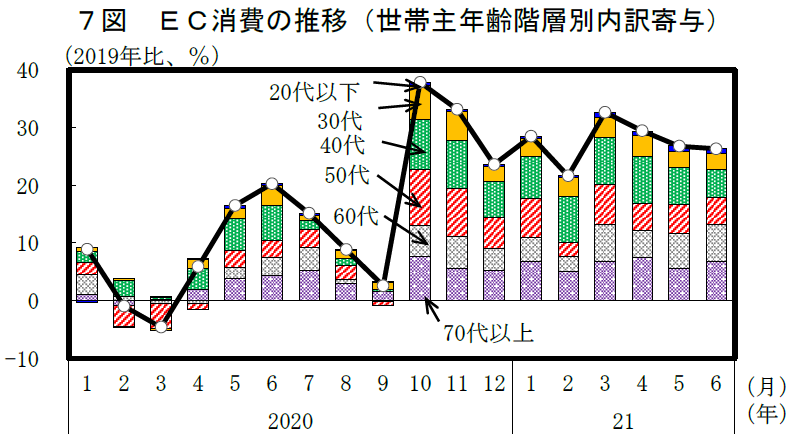 7図　ＥＣ消費の推移（世帯主年齢階層別内訳寄与）
(2019年比、%)
40
30
20
10
0
-10
20代以下
30代
40代
50代
60代
70代以上
1 2 3 4 5 6 7 8 9 10 11 12 1 2 3 4 5 6 (月)
2020 21 (年)